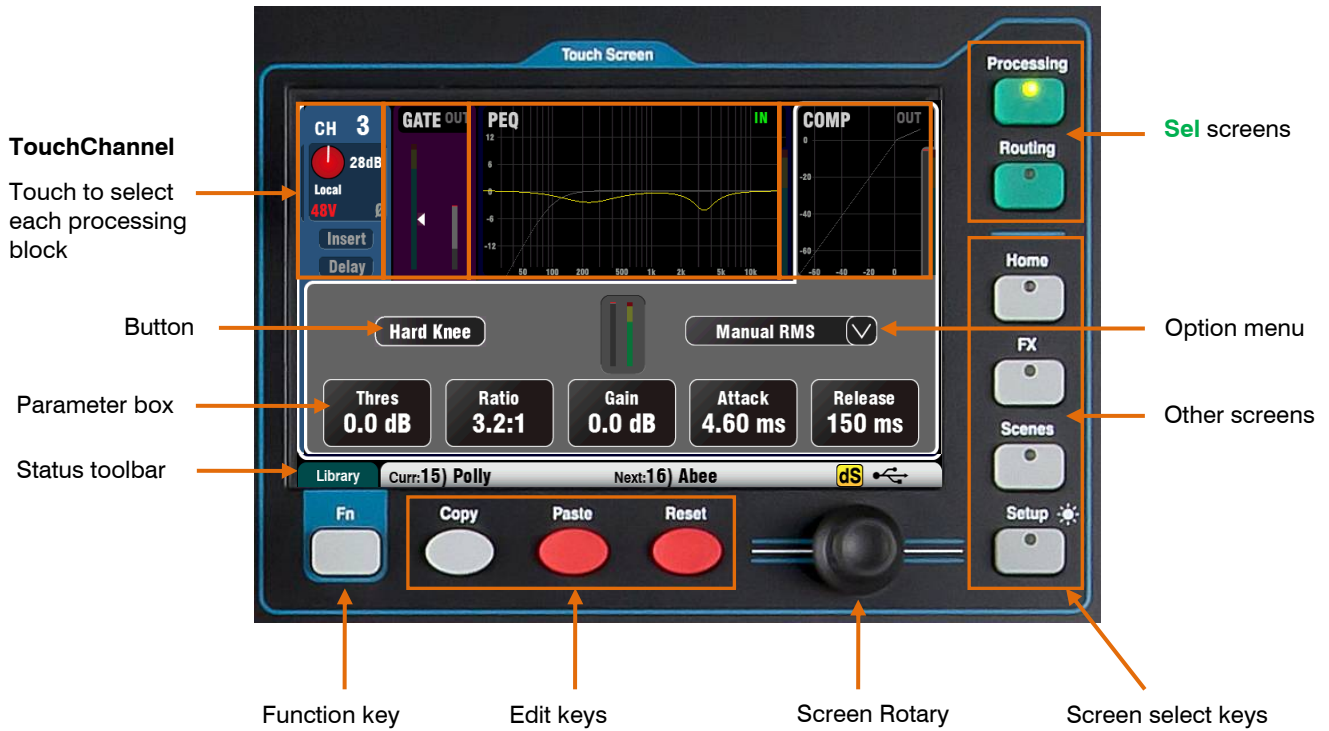 Touch Screen
Processing
Routing
Sel screens
TouchChannel
Touch to select
each processing
block
CH 3
28dB
Local
48V Ø
Insert
Delay
GATE OUT
PEQ IN
12
6
0
-6
-12
50 100 200 500 1k 2k 5k 10k
COMP OUT
0
-20
-40
-60
-60 -40 -20 0
Home
FX
Scenes
Setup
Button
Hard Knee
Manual RMS
Option menu
Parameter box
Thres
0.0 dB
Ratio
3.2:1
Gain
0.0 dB
Attack
4.60 ms
Release
150 ms
Other screens
Status toolbar
Library
Curr:15) Polly
Next:16) Abee
dS
Fn
Copy
Paste
Reset
Function key
Edit keys
Screen Rotary
Screen select keys